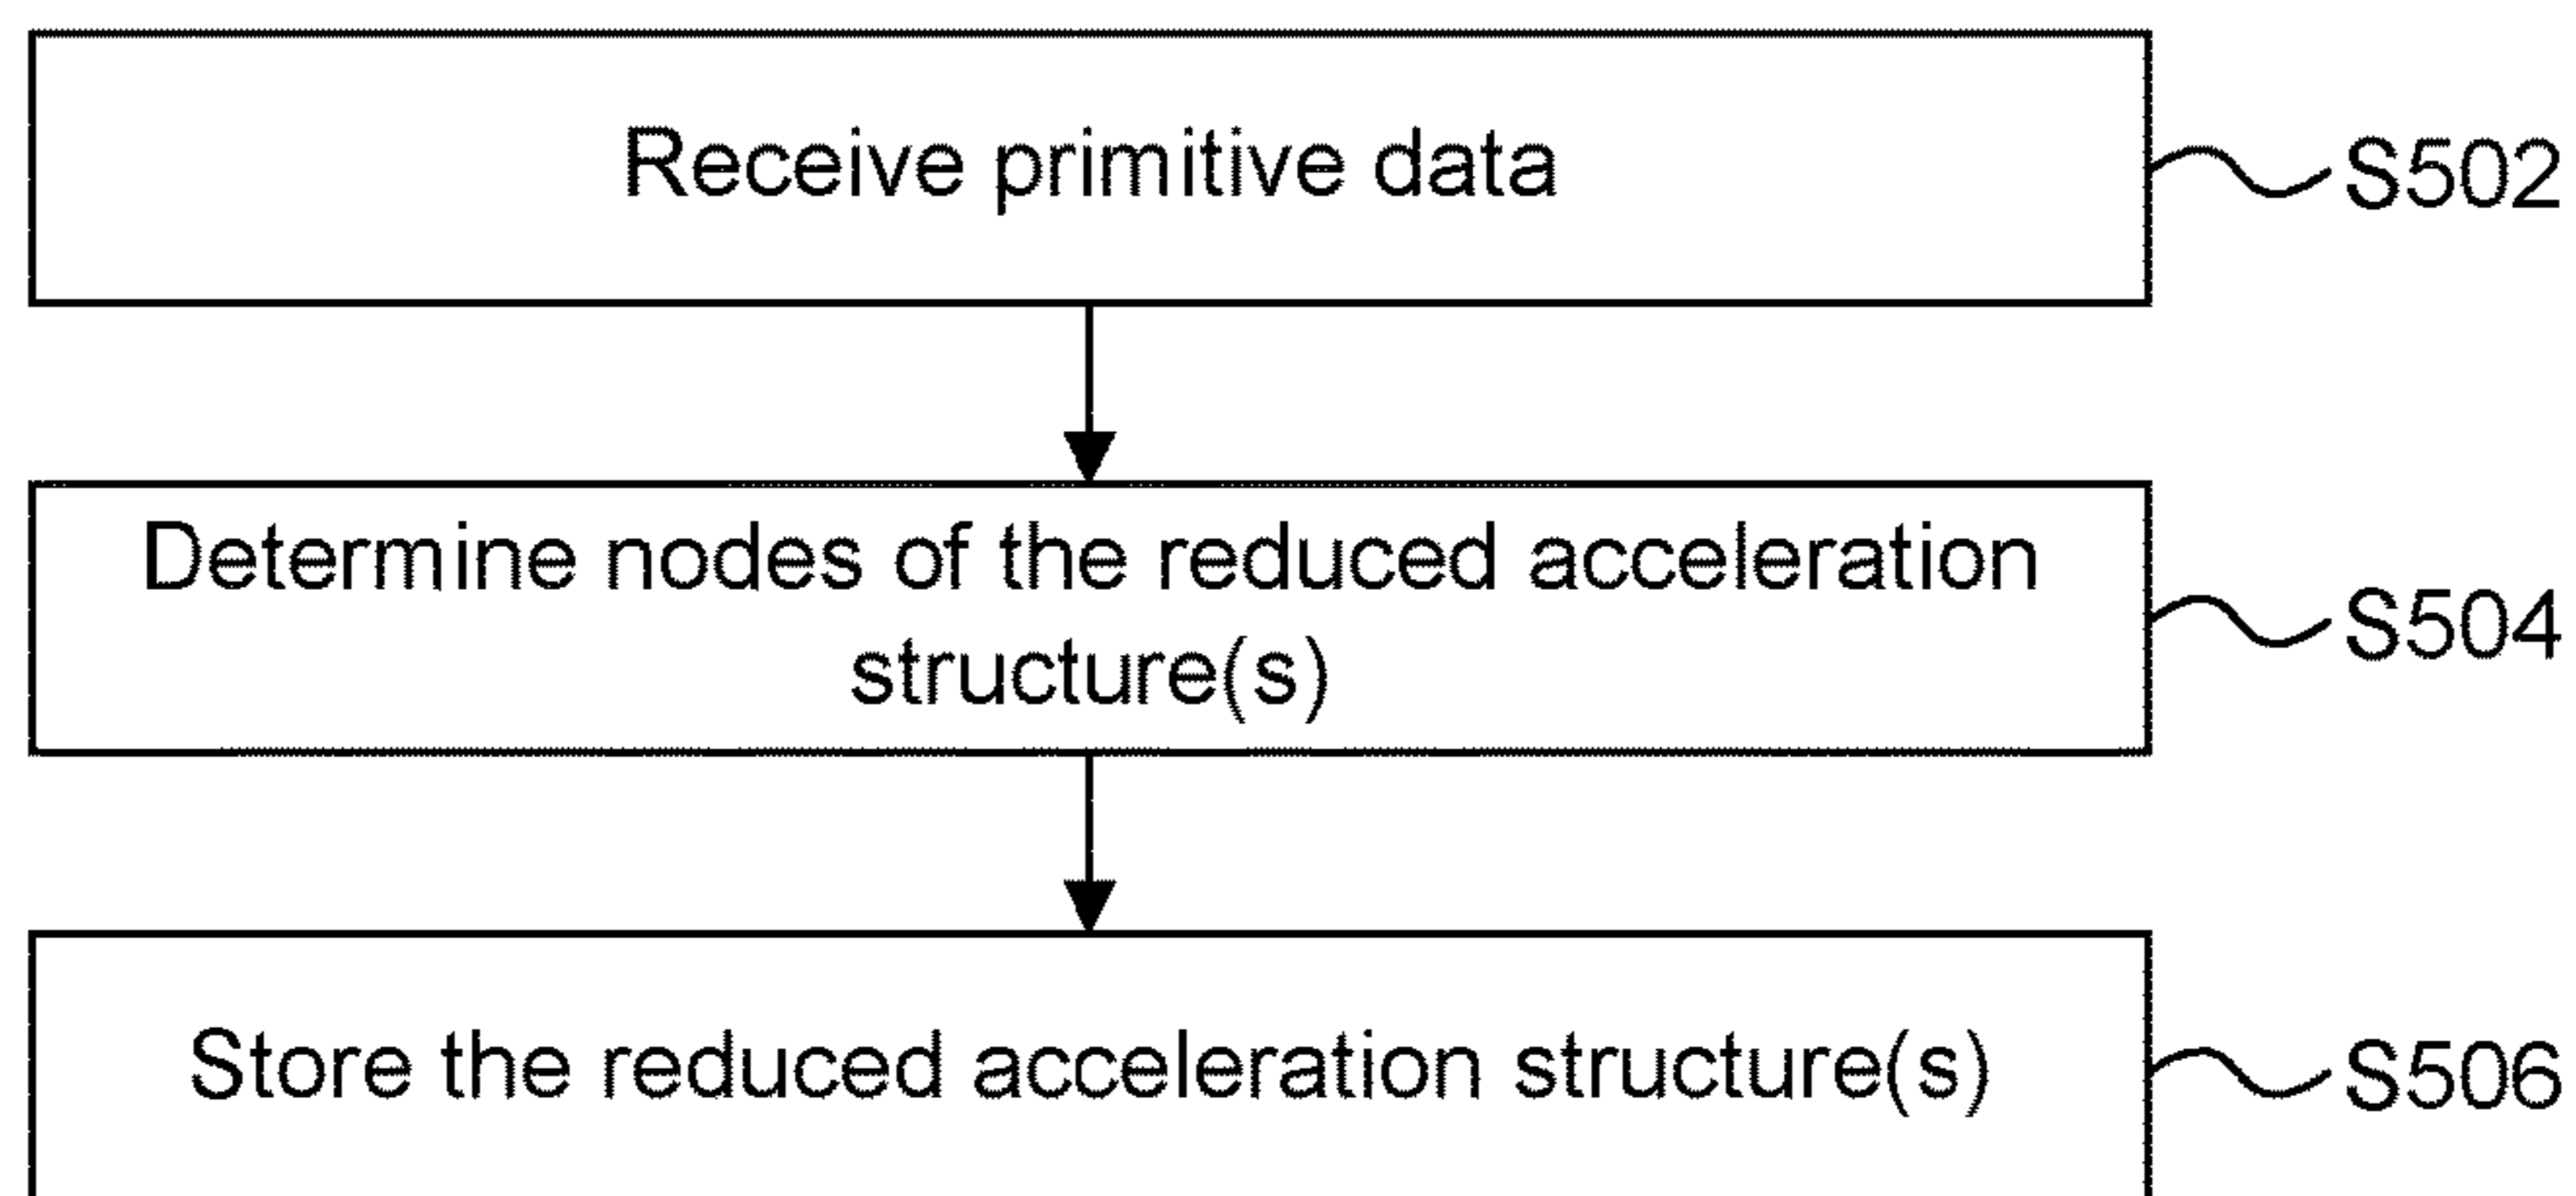 Receive primitive data
S502
Determine nodes of the reduced acceleration
structure(s)
S504
Store the reduced acceleration structure(s)
S506